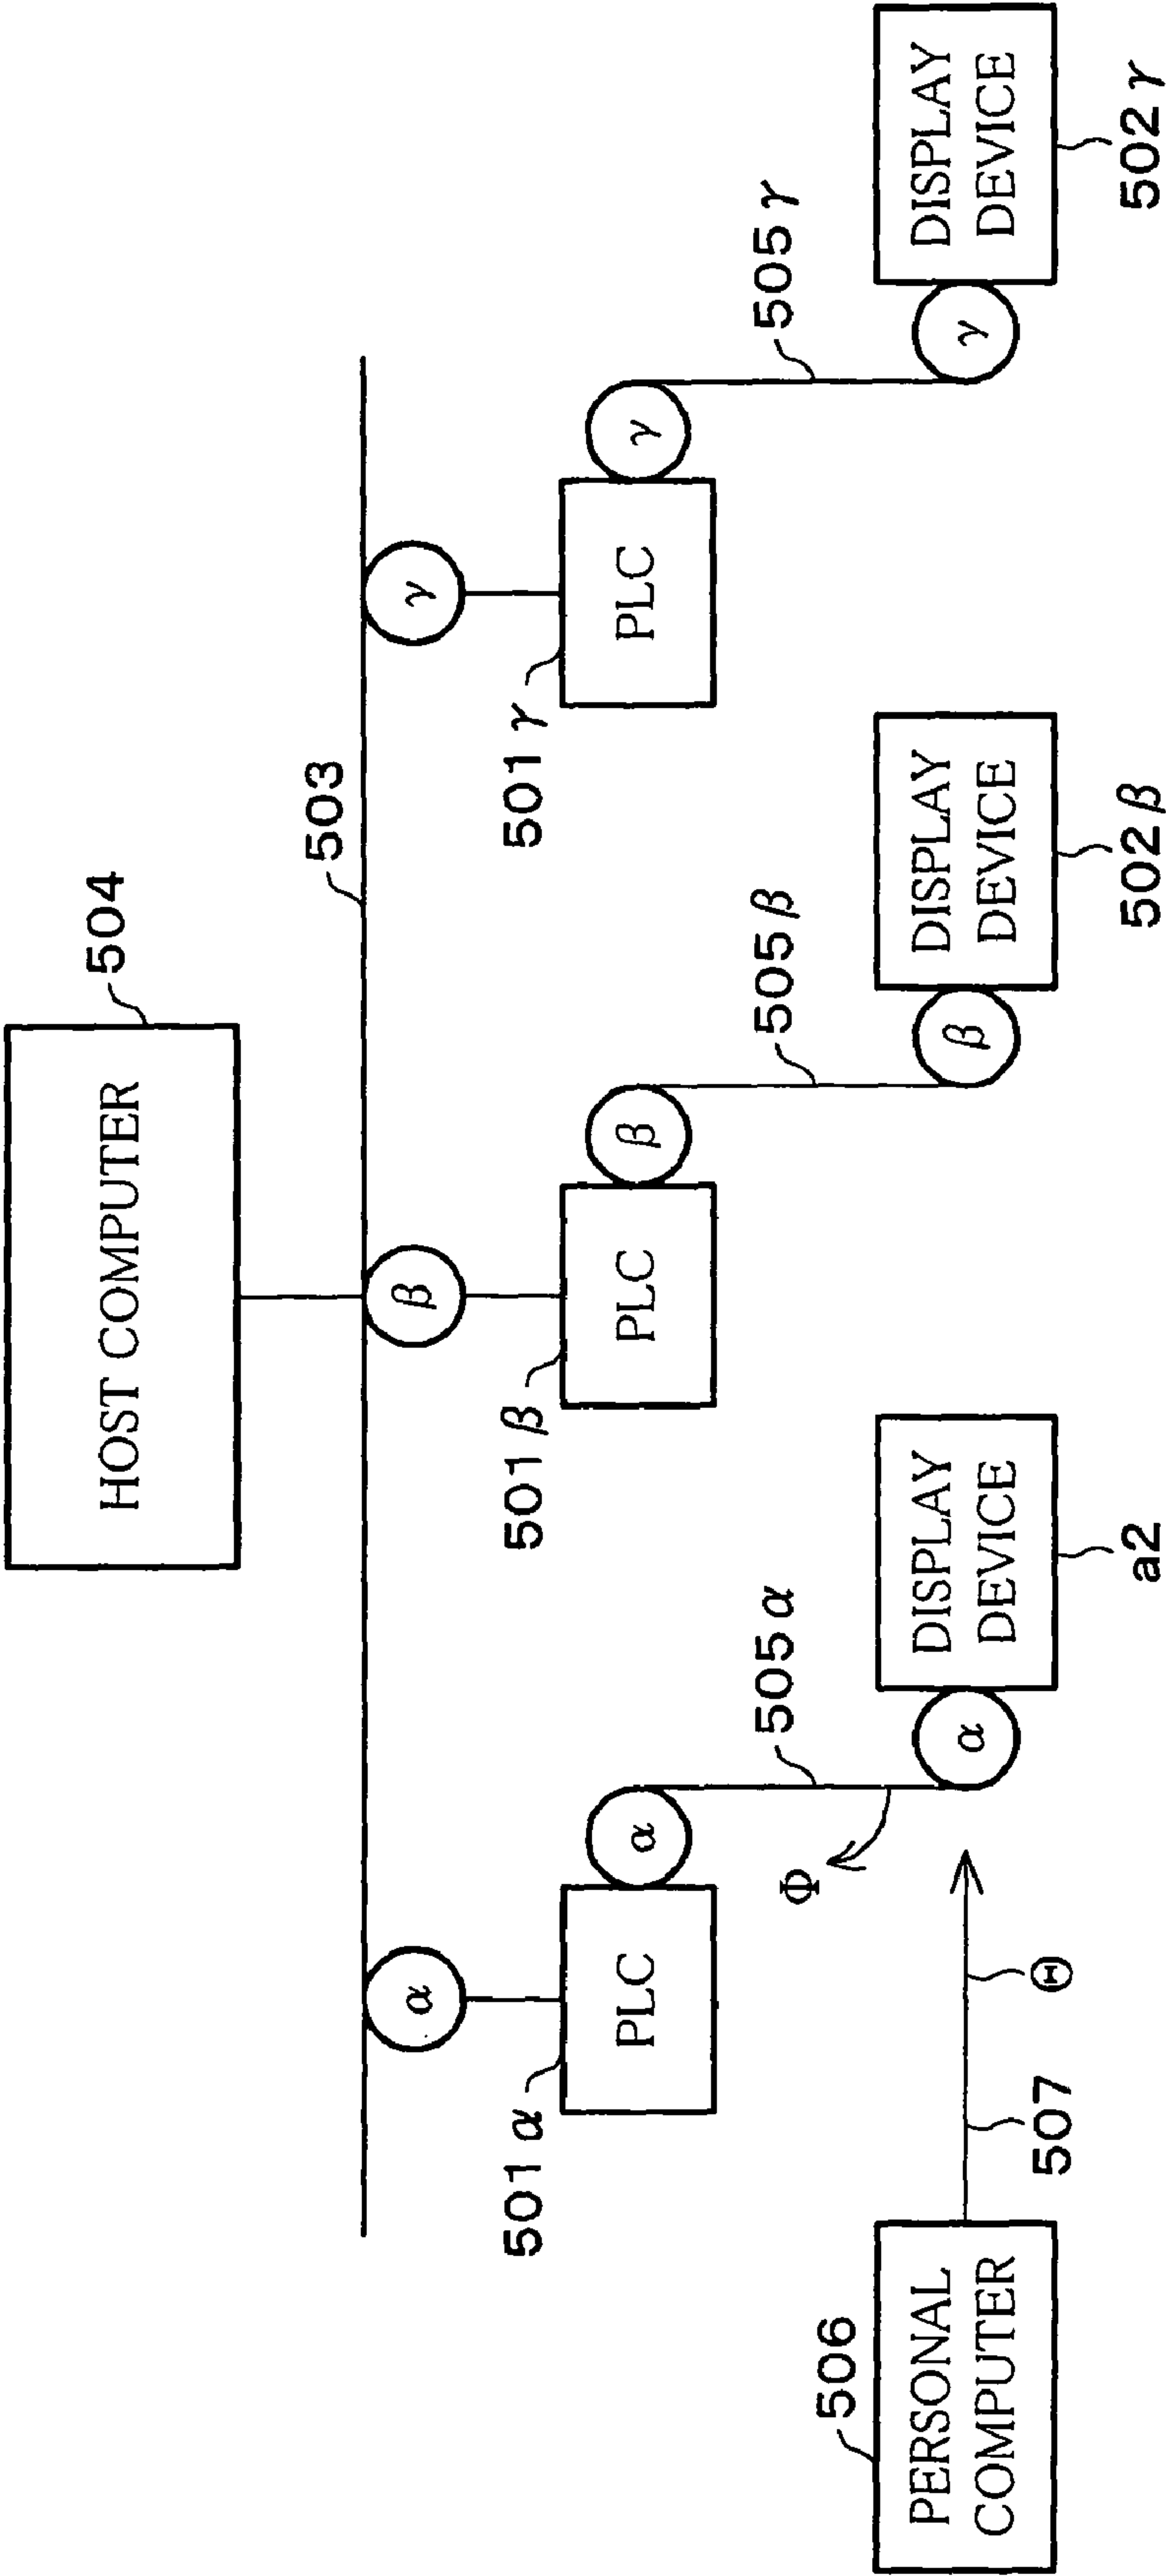 HOST COMPUTER
504
503
α
β
γ
501α
501β
501γ
PLC
PLC
PLC
α
β
γ
505α
505β
505γ
Φ
506
PERSONAL
COMPUTER
507
Θ
α
DISPLAY
DEVICE
a2
β
DISPLAY
DEVICE
502β
γ
DISPLAY
DEVICE
502γ